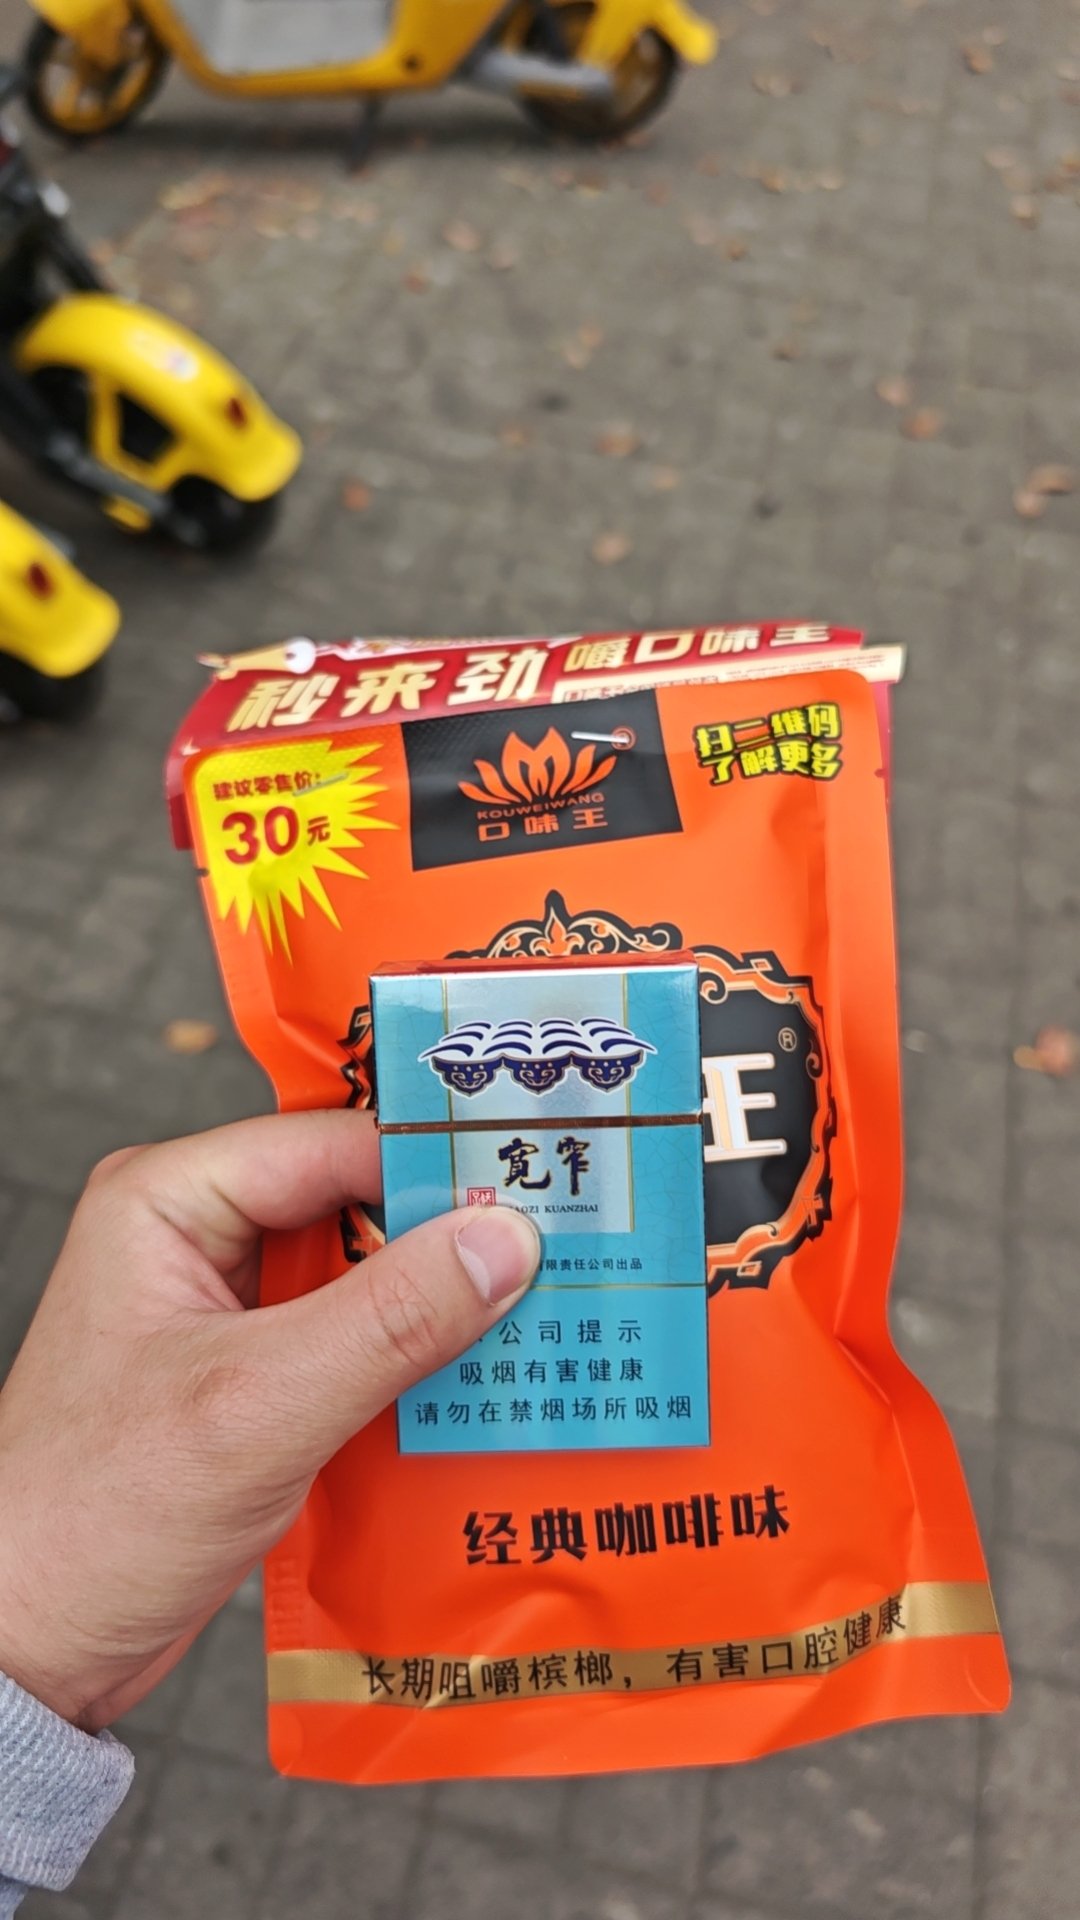 秒来劲 嚼口味王
建议零售价:
30元
KOUWEIWANG
口味王
扫二维码
了解更多
王
宽窄
KUANZHAI
有限责任公司出品
公司提示
吸烟有害健康
请勿在禁烟场所吸烟
经典咖啡味
长期咀嚼槟榔，有害口腔健康